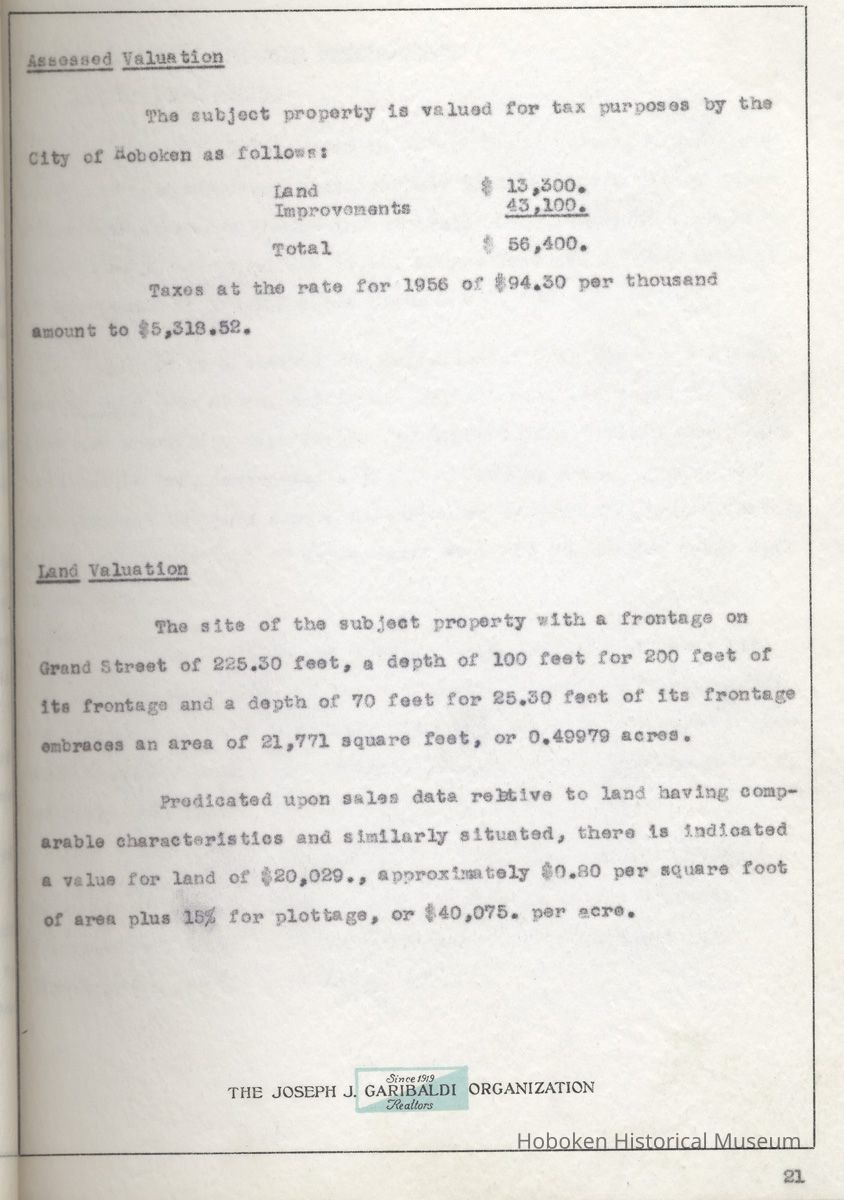 Assessed Valuation
The subject property is valued for tax purposes by the
City of Hoboken as follows:
Land $ 13,300.
Improvements 43,100.
Total $ 56,400.
Taxes at the rate for 1956 of $94.30 per thousand
amount to $5,318.52.
Land Valuation
The site of the subject property with a frontage on
Grand Street of 225.30 feet, a depth of 100 feet for 200 feet of
its frontage and a depth of 70 feet for 25.30 feet of its frontage
embraces an area of 21,771 square feet, or 0.49979 acres.
Predicated upon sales data relative to land having comp-
arable characteristics and similarly situated, there is indicated
a value for land of $20,029., approximately $0.80 per square foot
of area plus 15% for plottage, or $40,075. per acre.
Since 1919
THE JOSEPH J. GARIBALDI ORGANIZATION
Realtors
Hoboken Historical Museum
21